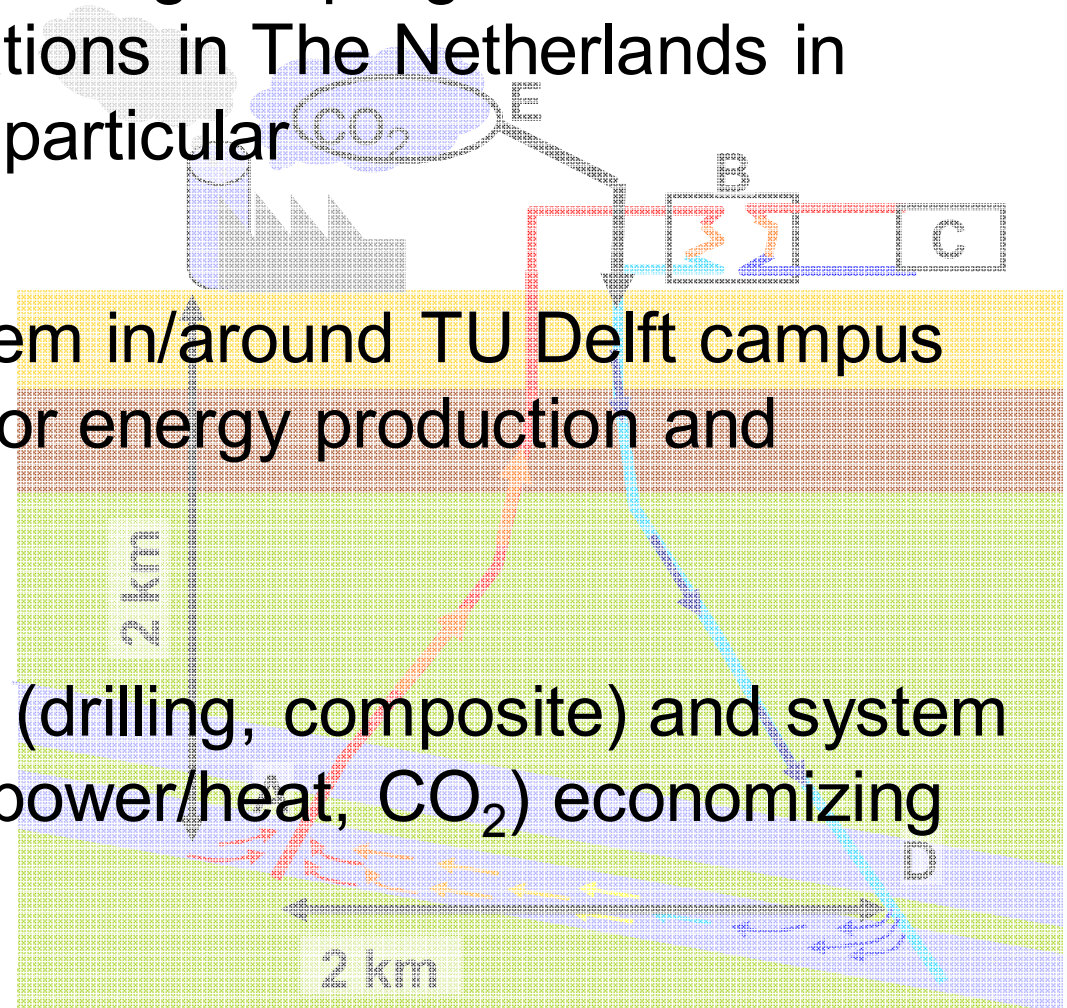 tions in The Netherlands in
particular
CO2
E
B
C
em in/around TU Delft campus
or energy production and
2 km
(drilling, composite) and system
power/heat, CO₂) economizing
A
D
2 km